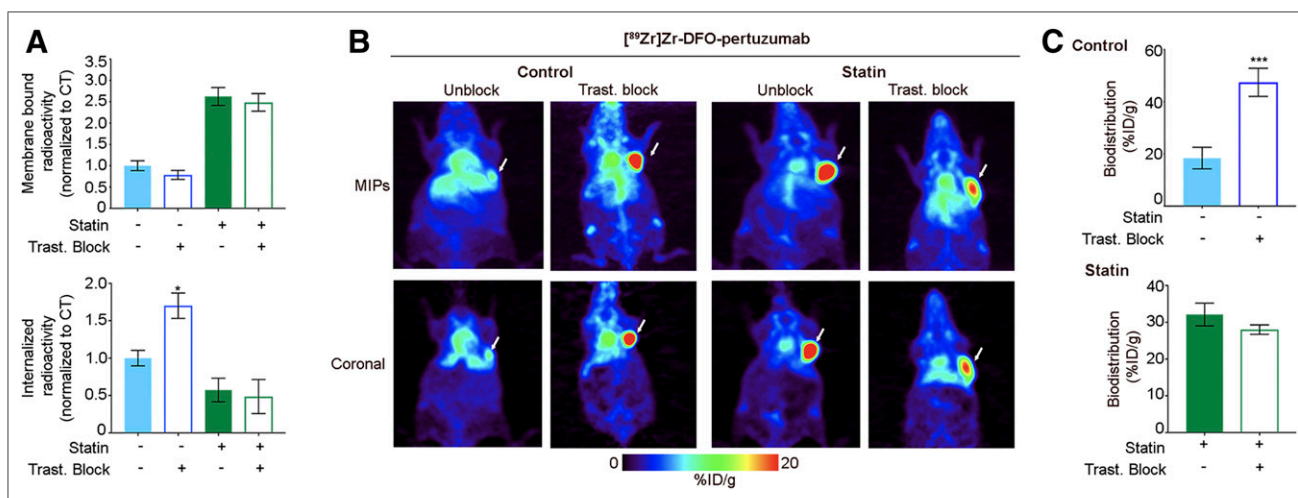 A
Membrane bound
radioactivity
(normalized to CT)
3.5
3.0
2.5
2.0
1.5
1.0
0.5
0
Statin - - + +
Trast. Block - + - +
Internalized
radioactivity
(normalized to CT)
2.0
1.5
1.0
0.5
0
*
Statin - - + +
Trast. Block - + - +
B
[⁸⁹Zr]Zr-DFO-pertuzumab
Control Statin
Unblock Trast. block Unblock Trast. block
MIPs
Coronal
0 20
%ID/g
C
Control
Biodistribution
(%ID/g)
60
40
20
0
***
Statin - -
Trast. Block - +
Statin
Biodistribution
(%ID/g)
40
30
20
10
0
Statin + +
Trast. Block - +